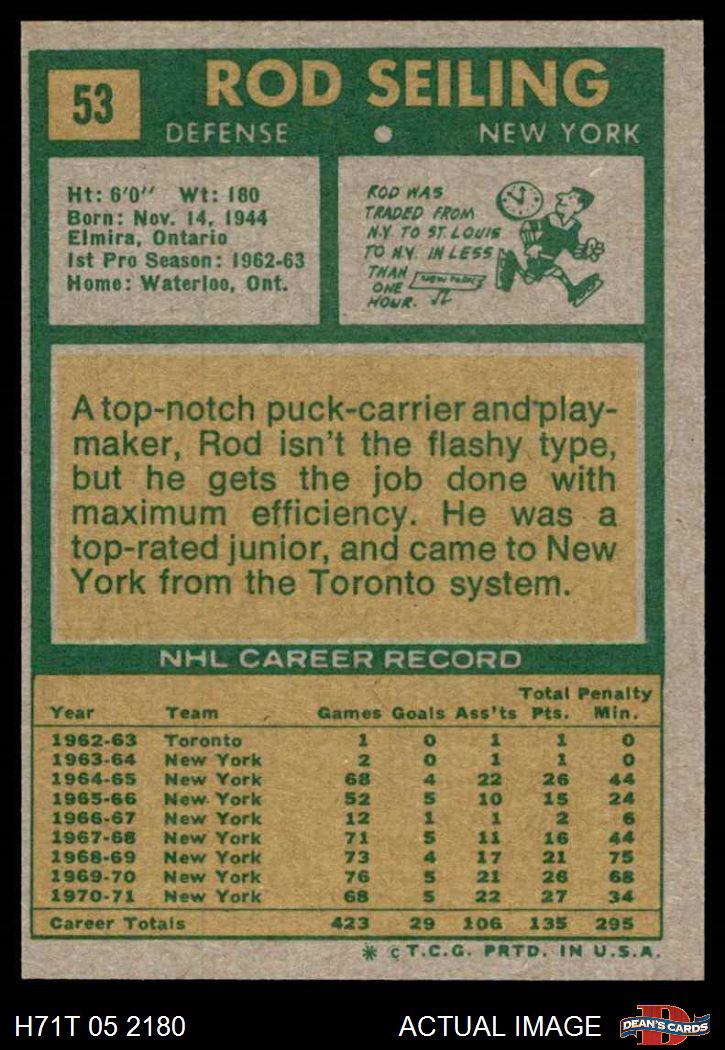 53
ROD SEILING
DEFENSE • NEW YORK
Ht: 6'0'' Wt: 180
Born: Nov. 14, 1944
Elmira, Ontario
1st Pro Season: 1962-63
Home: Waterloo, Ont.
ROD WAS
TRADED FROM
N.Y. TO ST. LOUIS
TO N.Y. IN LESS
THAN
ONE
HOUR.
NEW YORK
A top-notch puck-carrier and play-
maker, Rod isn't the flashy type,
but he gets the job done with
maximum efficiency. He was a
top-rated junior, and came to New
York from the Toronto system.
NHL CAREER RECORD
Total Penalty
Year Team Games Goals Ass'ts Pts. Min.
1962-63 Toronto 1 0 1 1 0
1963-64 New York 2 0 1 1 0
1964-65 New York 68 4 22 26 44
1965-66 New York 52 5 10 15 24
1966-67 New York 12 1 1 2 6
1967-68 New York 71 5 11 16 44
1968-69 New York 73 4 17 21 75
1969-70 New York 76 5 21 26 68
1970-71 New York 68 5 22 27 34
Career Totals 423 29 106 135 295
* © T.C.G. PRTD. IN U.S.A.
H71T 05 2180 ACTUAL IMAGE
DEAN'S CARDS